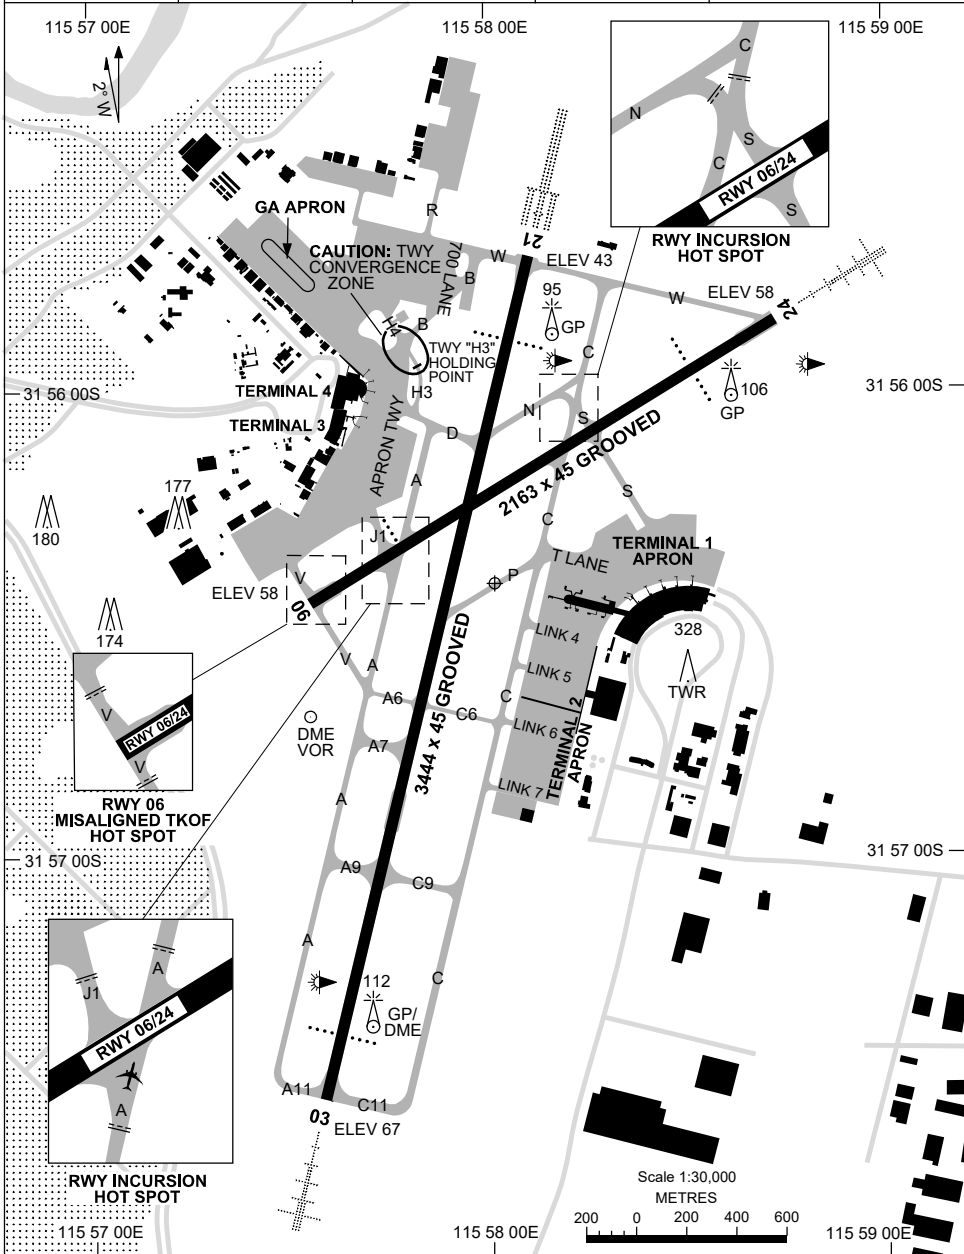 115 57 00E
115 58 00E
115 59 00E
2° W
C
N
S
C
RWY 06/24
S
RWY INCURSION
HOT SPOT
GA APRON
R
21
W
ELEV 43
CAUTION: TWY
CONVERGENCE
ZONE
700 LANE
B
95
GP
W
ELEV 58
24
H4
B
TWY "H3"
HOLDING
POINT
C
31 56 00S
31 56 00S
TERMINAL 4
H3
106
GP
TERMINAL 3
N
S
D
APRON TWY
A
2163 x 45 GROOVED
177
180
J1
C
S
TERMINAL 1
APRON
T LANE
V
P
ELEV 58
06
174
LINK 4
328
V
A
LINK 5
TWR
3444 x 45 GROOVED
A6
C
C6
LINK 6
TERMINAL 2
APRON
DME
VOR
A7
V
RWY 06/24
V
RWY 06
MISALIGNED TKOF
HOT SPOT
A
LINK 7
31 57 00S
31 57 00S
A9
C9
A
A
J1
RWY 06/24
A
RWY INCURSION
HOT SPOT
C
112
GP/
DME
A11
C11
03
ELEV 67
Scale 1:30,000
METRES
200 0 200 400 600
115 57 00E
115 58 00E
115 59 00E